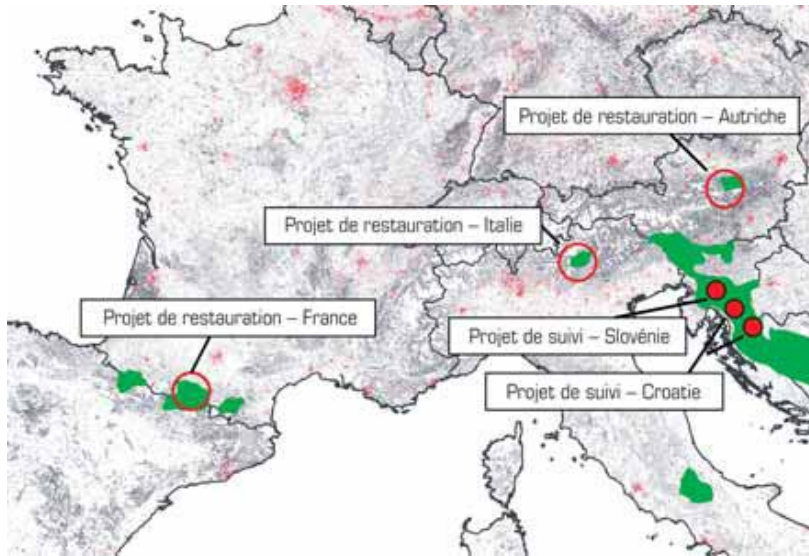 Projet de restauration – Autriche
Projet de restauration – Italie
Projet de restauration – France
Projet de suivi – Slovénie
Projet de suivi – Croatie